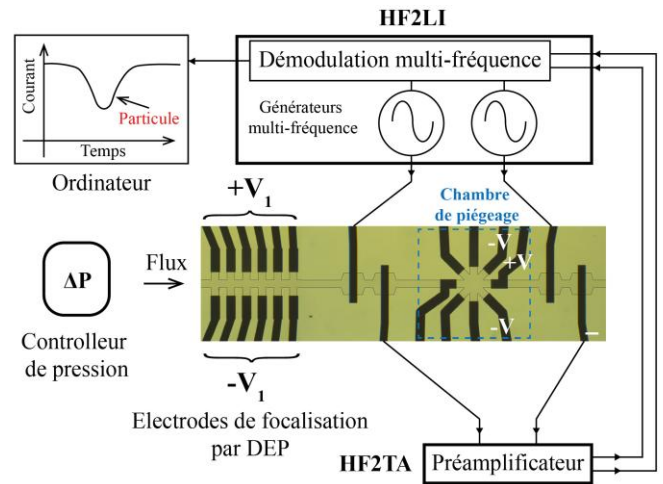 HF2LI
Démodulation multi-fréquence
Générateurs
multi-fréquence
Courant
Particule
Temps
Ordinateur
+V1
Chambre
de piégeage
-V
+V
-V
ΔP
Flux
Controlleur
de pression
-V1
Electrodes de focalisation
par DEP
HF2TA
Préamplificateur